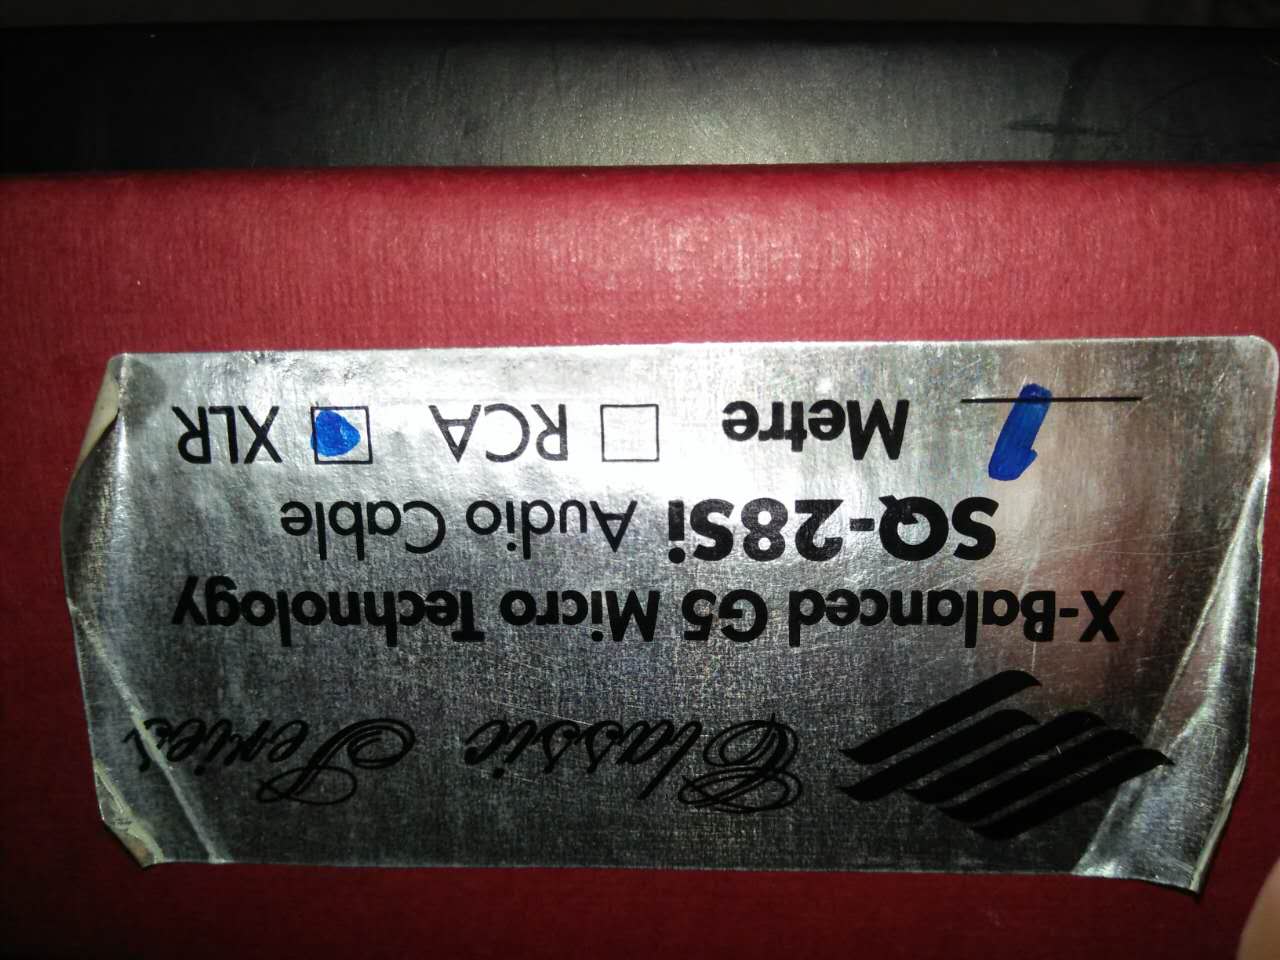 Classic Series
X-Balanced G5 Micro Technology
SQ-28Si Audio Cable
1 Metre RCA XLR